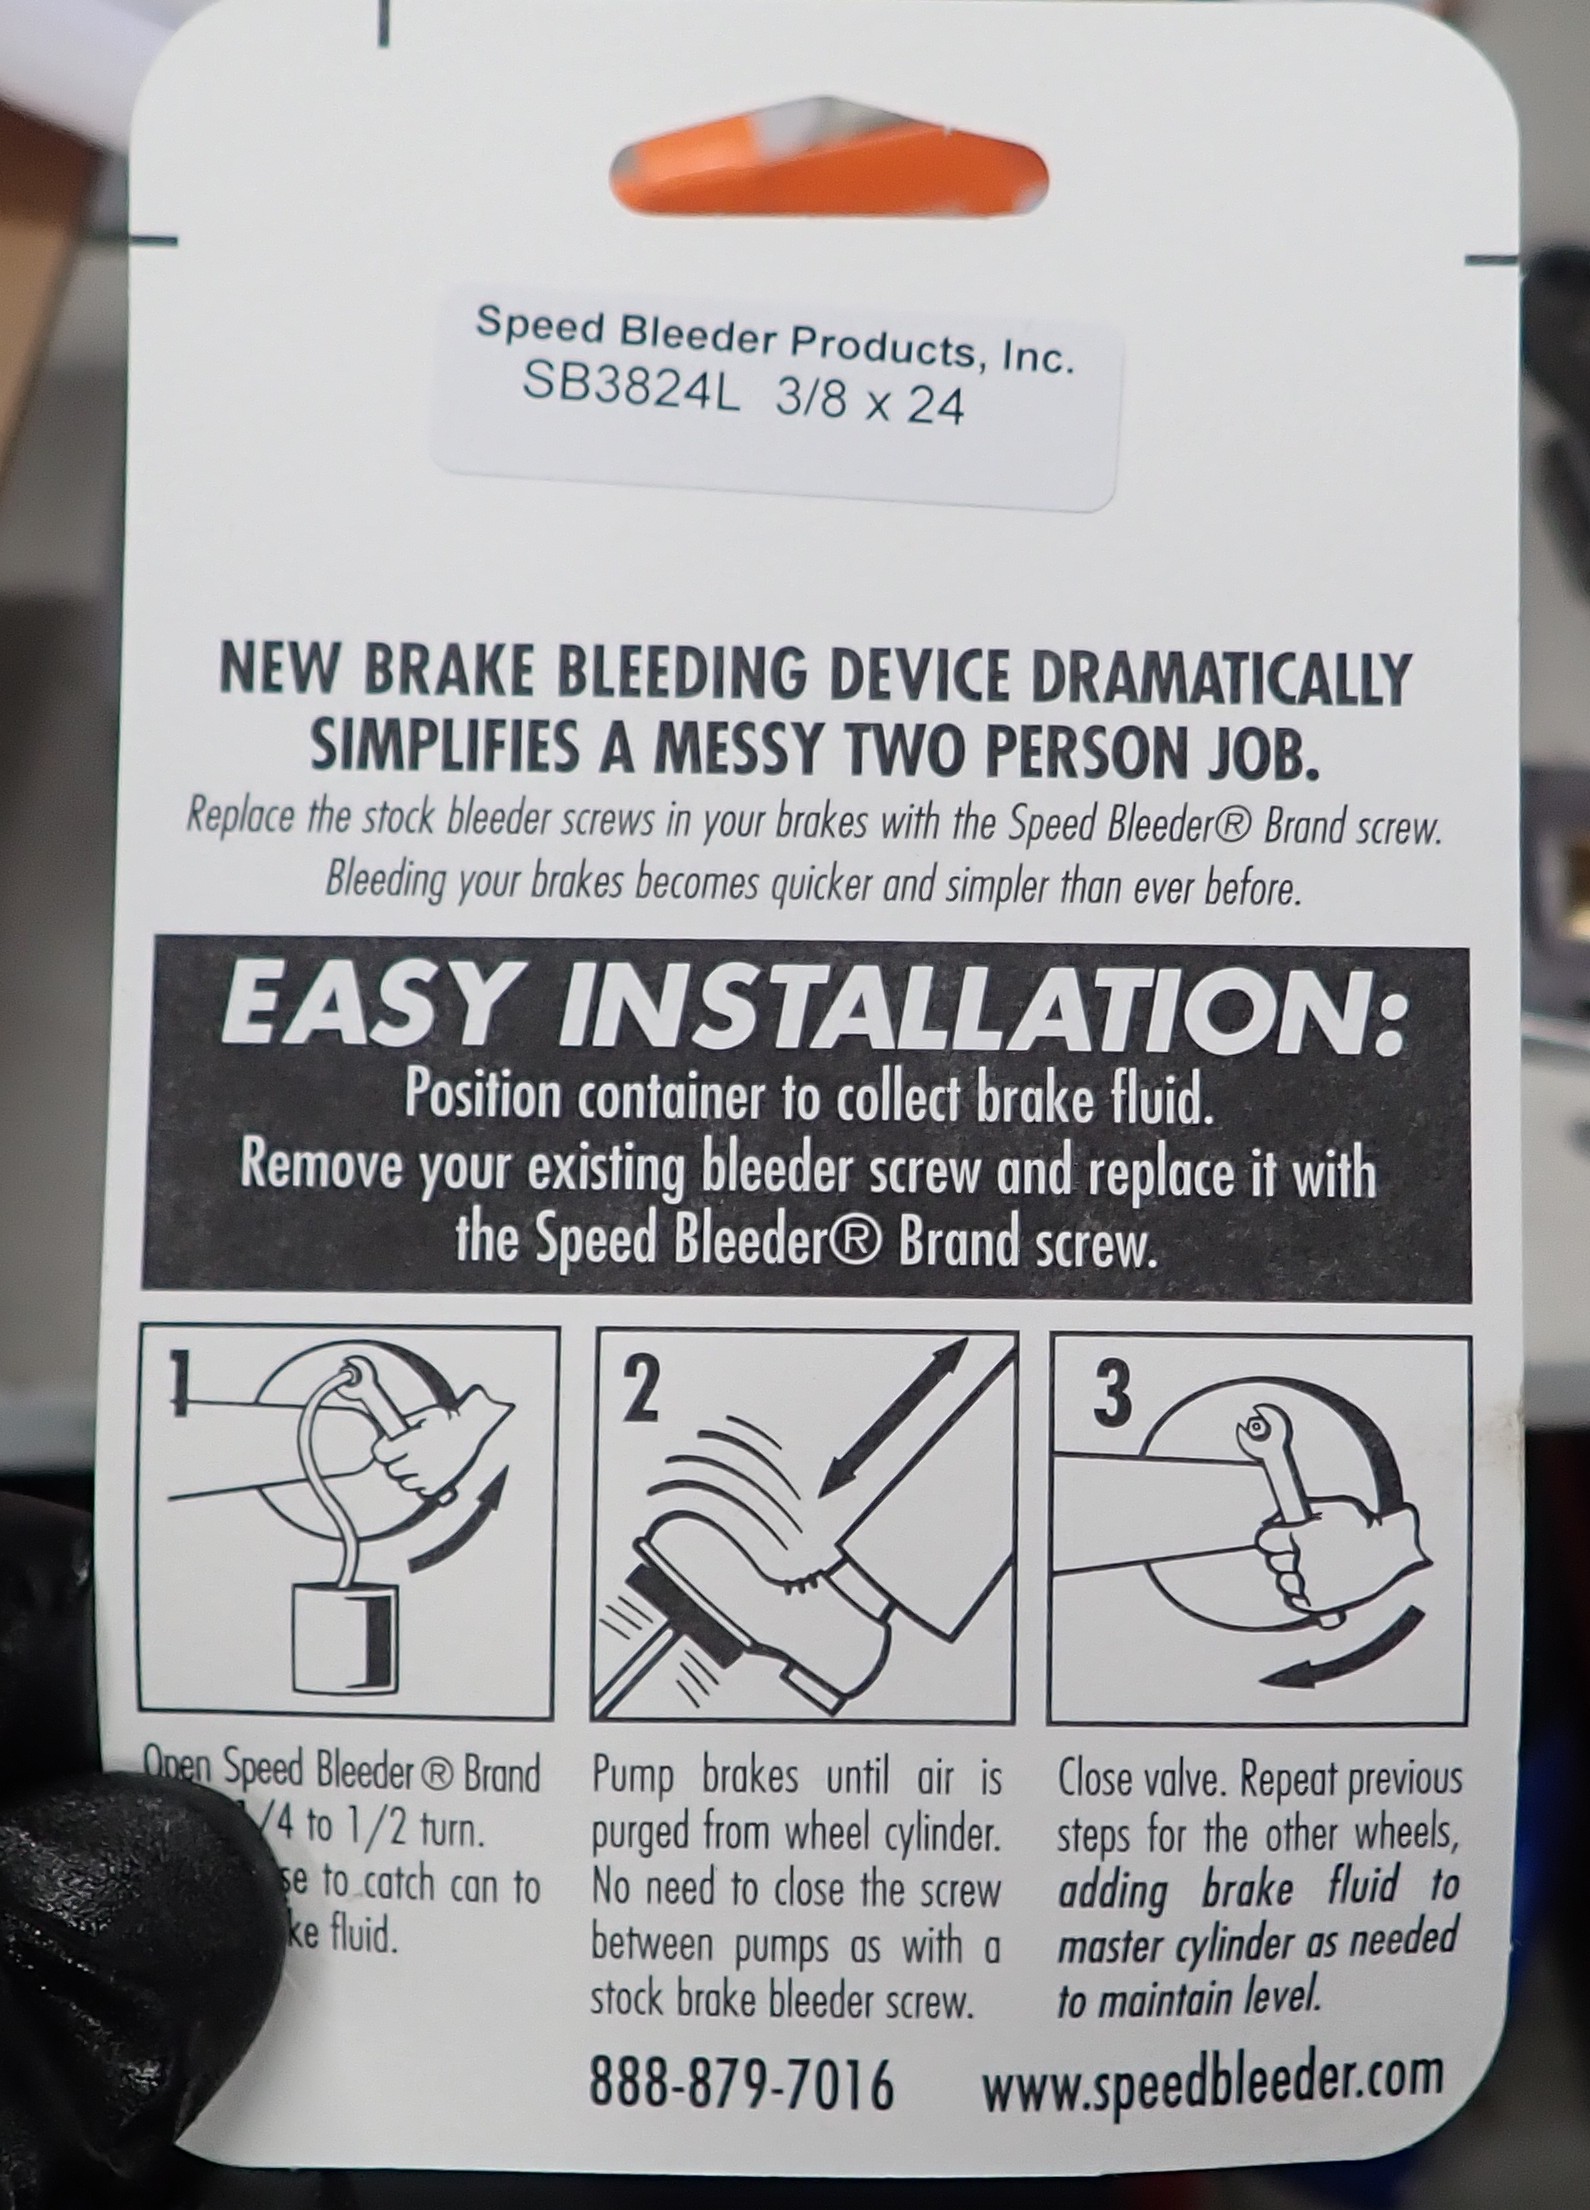 Speed Bleeder Products, Inc.
SB3824L 3/8 x 24
NEW BRAKE BLEEDING DEVICE DRAMATICALLY
SIMPLIFIES A MESSY TWO PERSON JOB.
Replace the stock bleeder screws in your brakes with the Speed Bleeder® Brand screw.
Bleeding your brakes becomes quicker and simpler than ever before.
EASY INSTALLATION:
Position container to collect brake fluid.
Remove your existing bleeder screw and replace it with
the Speed Bleeder® Brand screw.
1
Open Speed Bleeder® Brand
/4 to 1/2 turn.
to catch can to
fluid.
2
Pump brakes until air is
purged from wheel cylinder.
No need to close the screw
between pumps as with a
stock brake bleeder screw.
3
Close valve. Repeat previous
steps for the other wheels,
adding brake fluid to
master cylinder as needed
to maintain level.
888-879-7016 www.speedbleeder.com